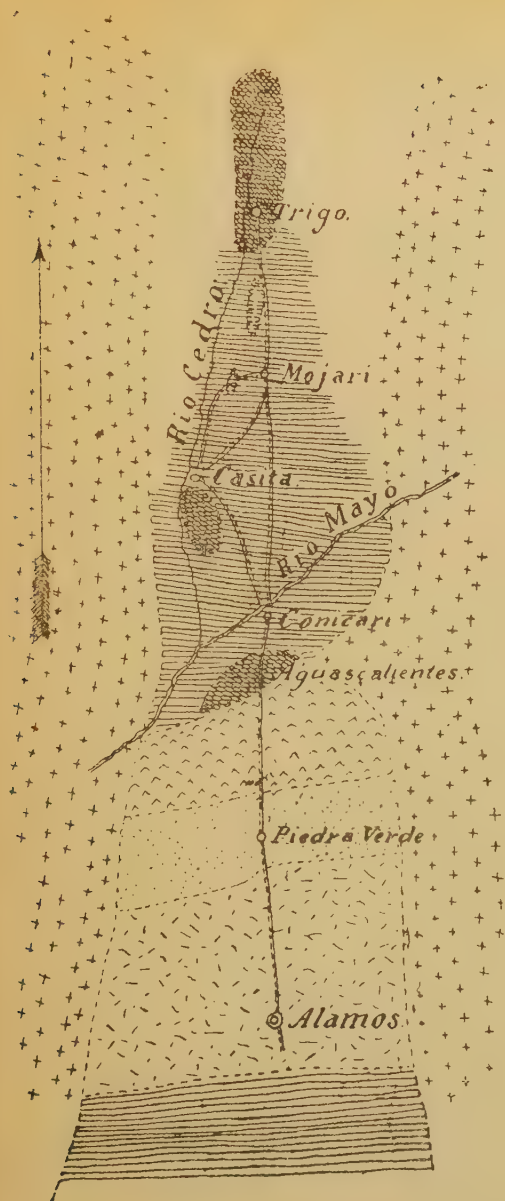 Trigo.
Rio Cedro
Mojari
Casita
Rio Mayo
Conicari
Aguascalientes.
Piedra Verde
Alamos